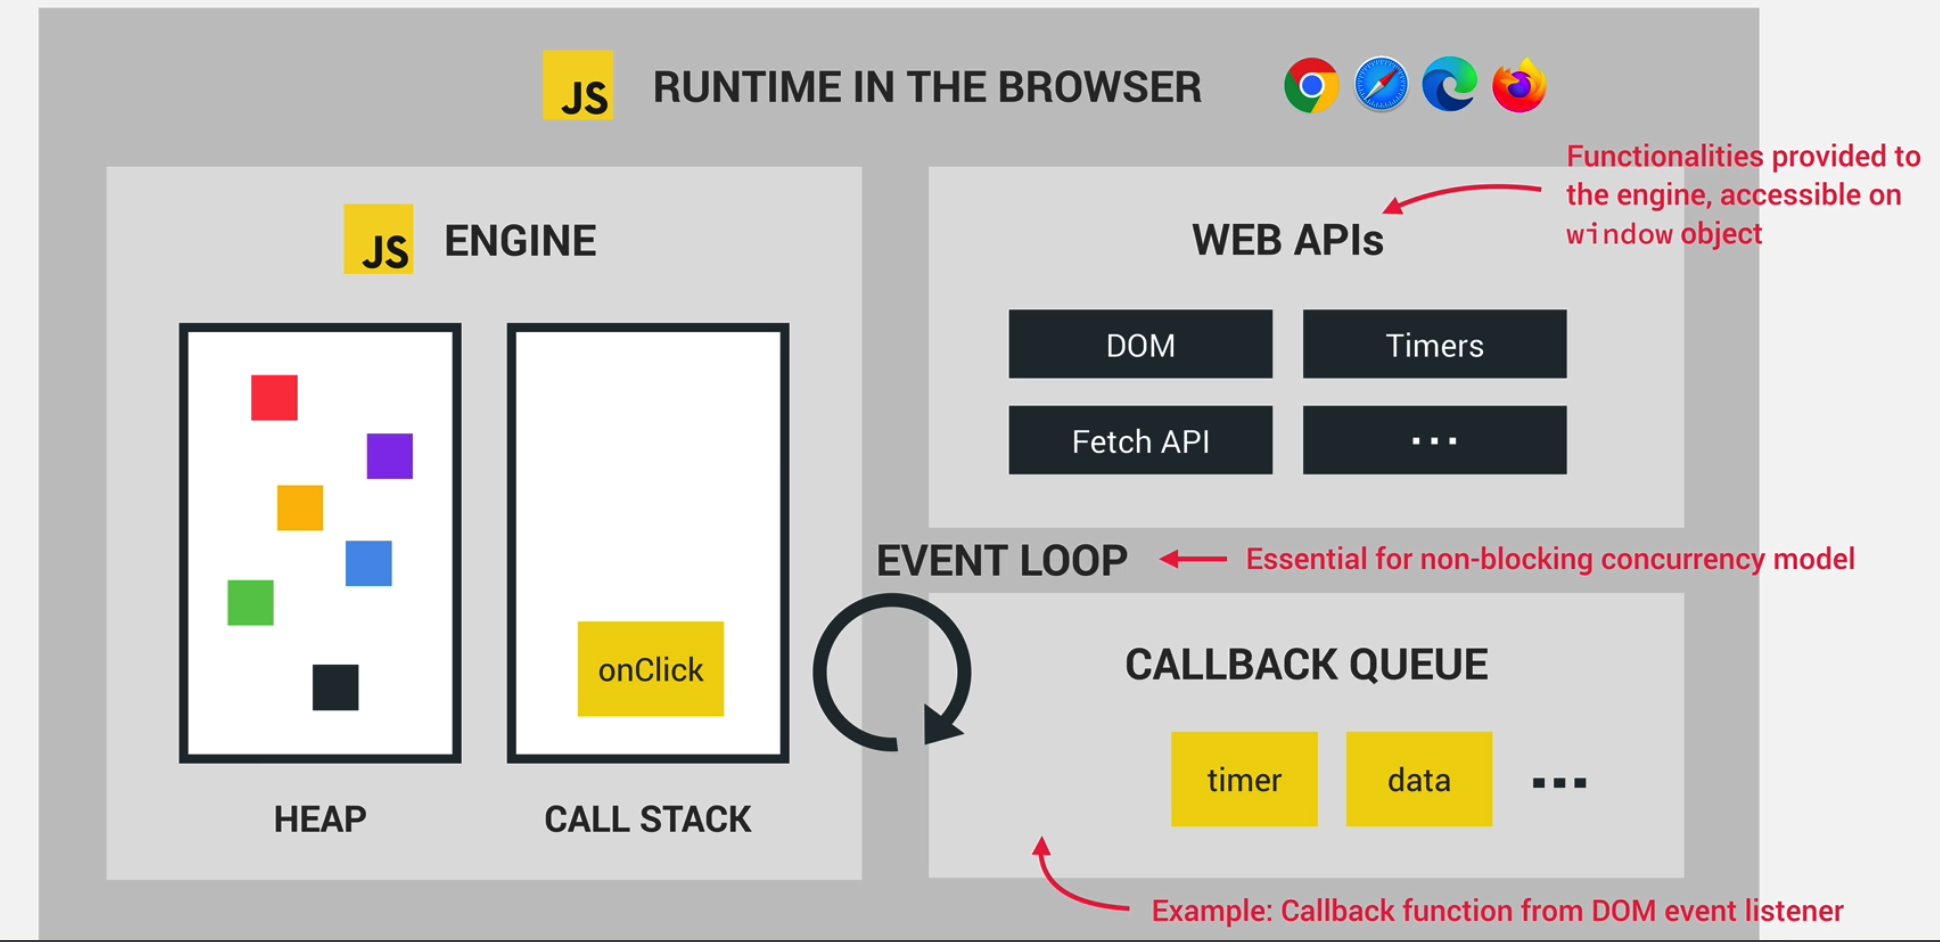 JS RUNTIME IN THE BROWSER
Functionalities provided to
the engine, accessible on
window object
JS ENGINE
WEB APIs
DOM
Timers
Fetch API
...
EVENT LOOP
Essential for non-blocking concurrency model
onClick
CALLBACK QUEUE
timer
data
...
HEAP
CALL STACK
Example: Callback function from DOM event listener